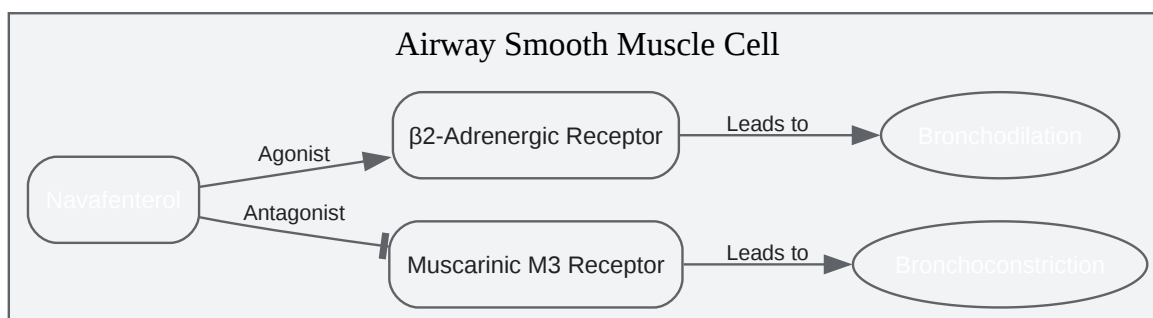 Airway Smooth Muscle Cell
Navafenterol
Agonist
Antagonist
β2-Adrenergic Receptor
Leads to
Bronchodilation
Muscarinic M3 Receptor
Leads to
Bronchoconstriction